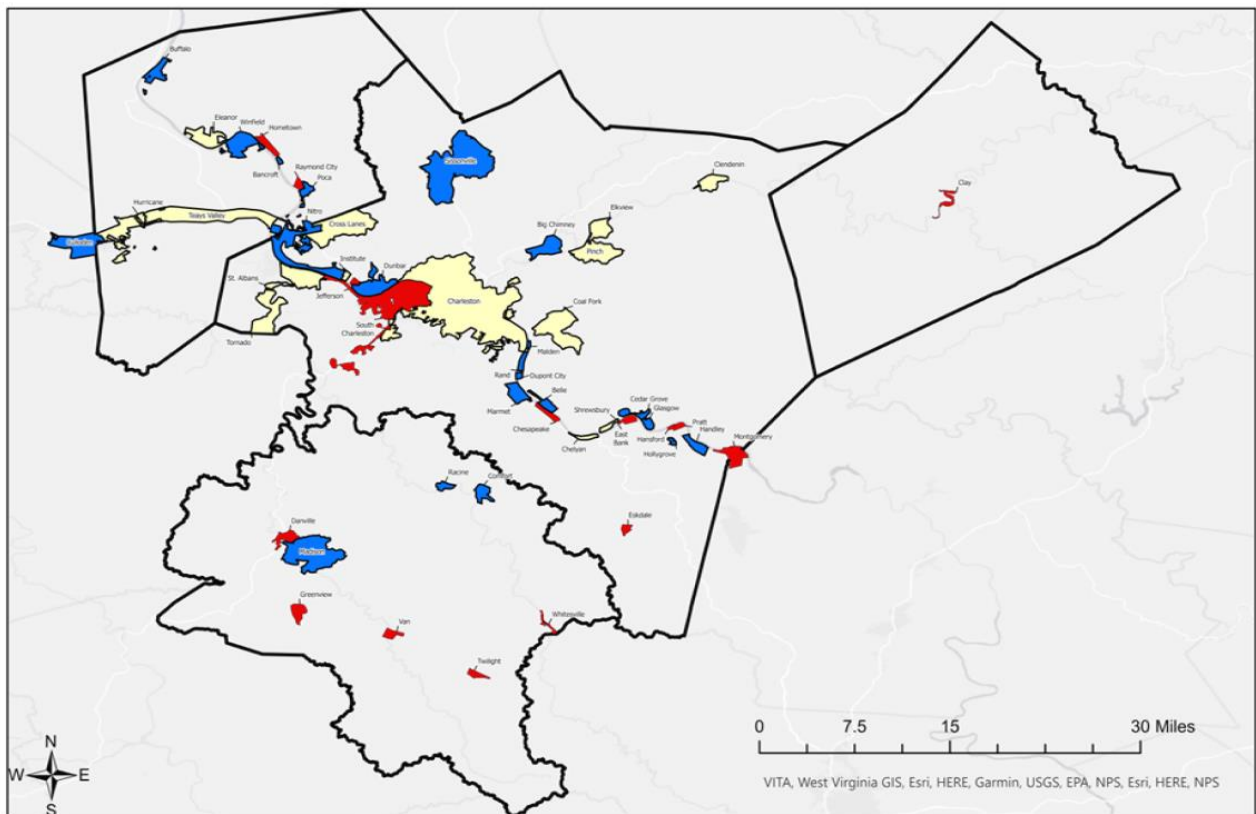 Buffalo
Eleanor
Winfield
Hometown
Bancroft
Raymond City
Poca
Sissonville
Clendenin
Clay
Hurricane
Teays Valley
Nitro
Cross Lanes
Culloden
Big Chimney
Elkview
Pinch
St. Albans
Institute
Dunbar
Jefferson
Charleston
Coal Fork
South
Charleston
Tornado
Malden
Rand
Dupont City
Belle
Marmet
Chesapeake
Shrewsbury
Cedar Grove
Glasgow
Chelyan
East
Bank
Hansford
Pratt
Handley
Hollygrove
Montgomery
Racine
Comfort
Eskdale
Danville
Madison
Greenview
Van
Whitesville
Twilight
0 7.5 15 30 Miles
N
W E
S
VITA, West Virginia GIS, Esri, HERE, Garmin, USGS, EPA, NPS, Esri, HERE, NPS